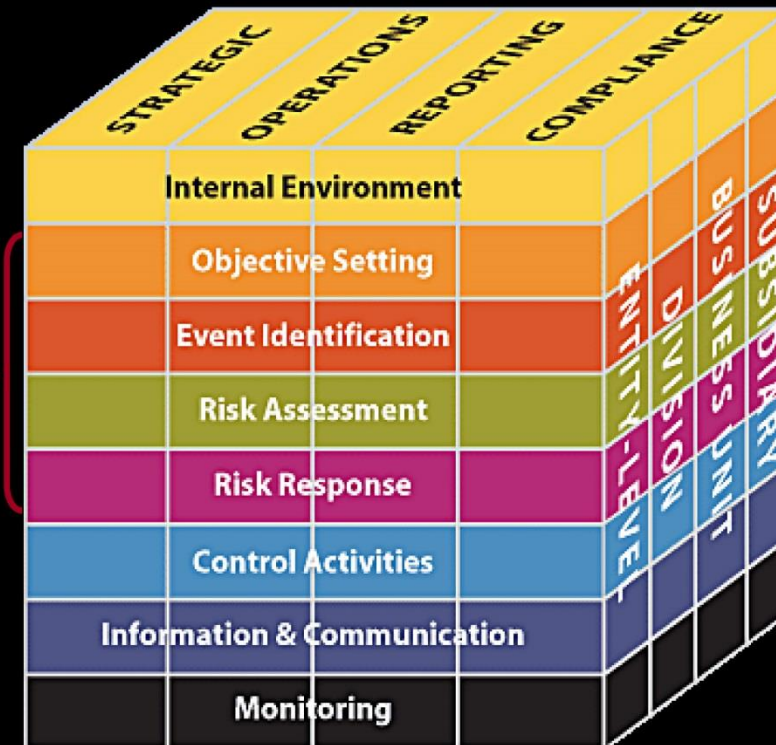 STRATEGIC
OPERATIONS
REPORTING
COMPLIANCE
Internal Environment
Objective Setting
Event Identification
Risk Assessment
Risk Response
Control Activities
Information & Communication
Monitoring
ENTITY-LEVEL
DIVISION
BUSINESS UNIT
SUBSIDIARY